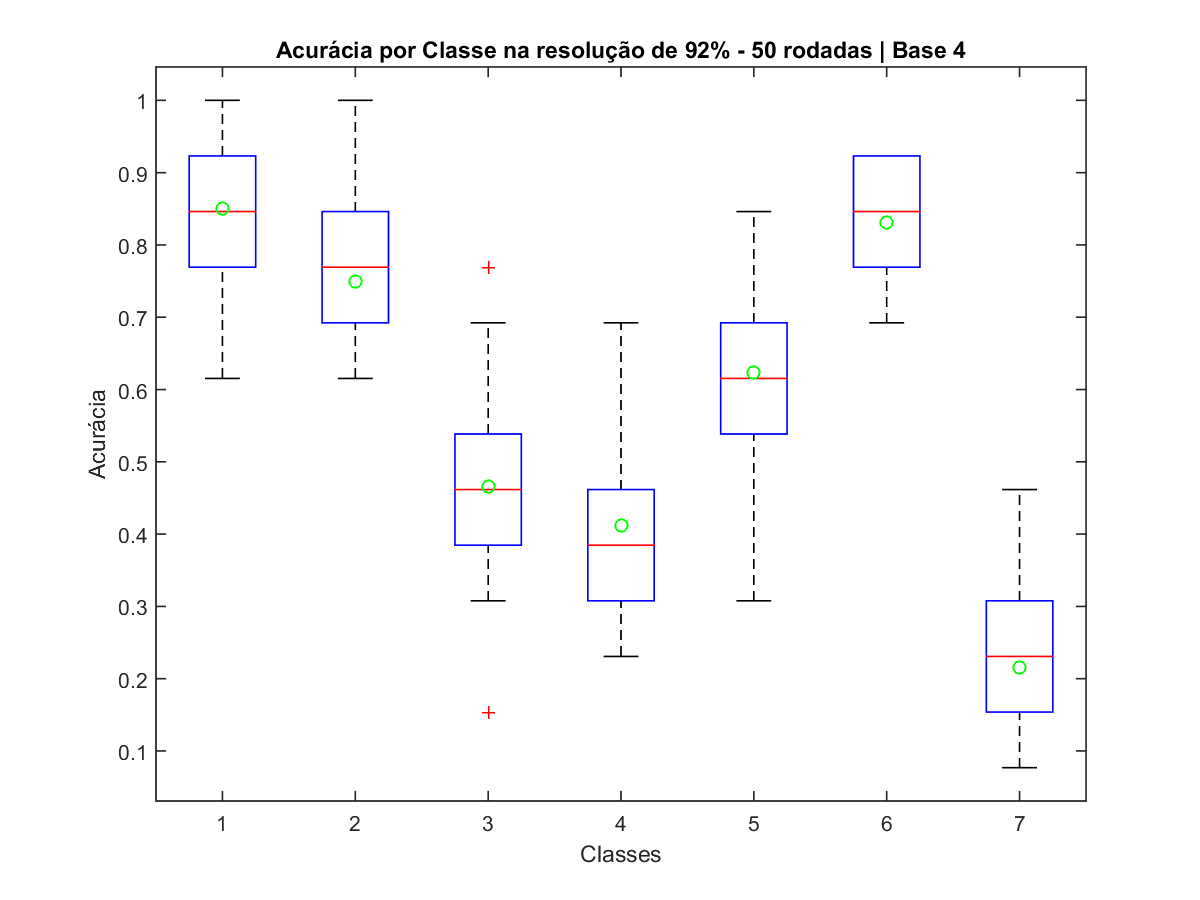 Acurácia por Classe na resolução de 92% - 50 rodadas | Base 4
1
0.9
0.8
0.7
0.6
0.5
0.4
0.3
0.2
0.1
Acurácia
1 2 3 4 5 6 7
Classes